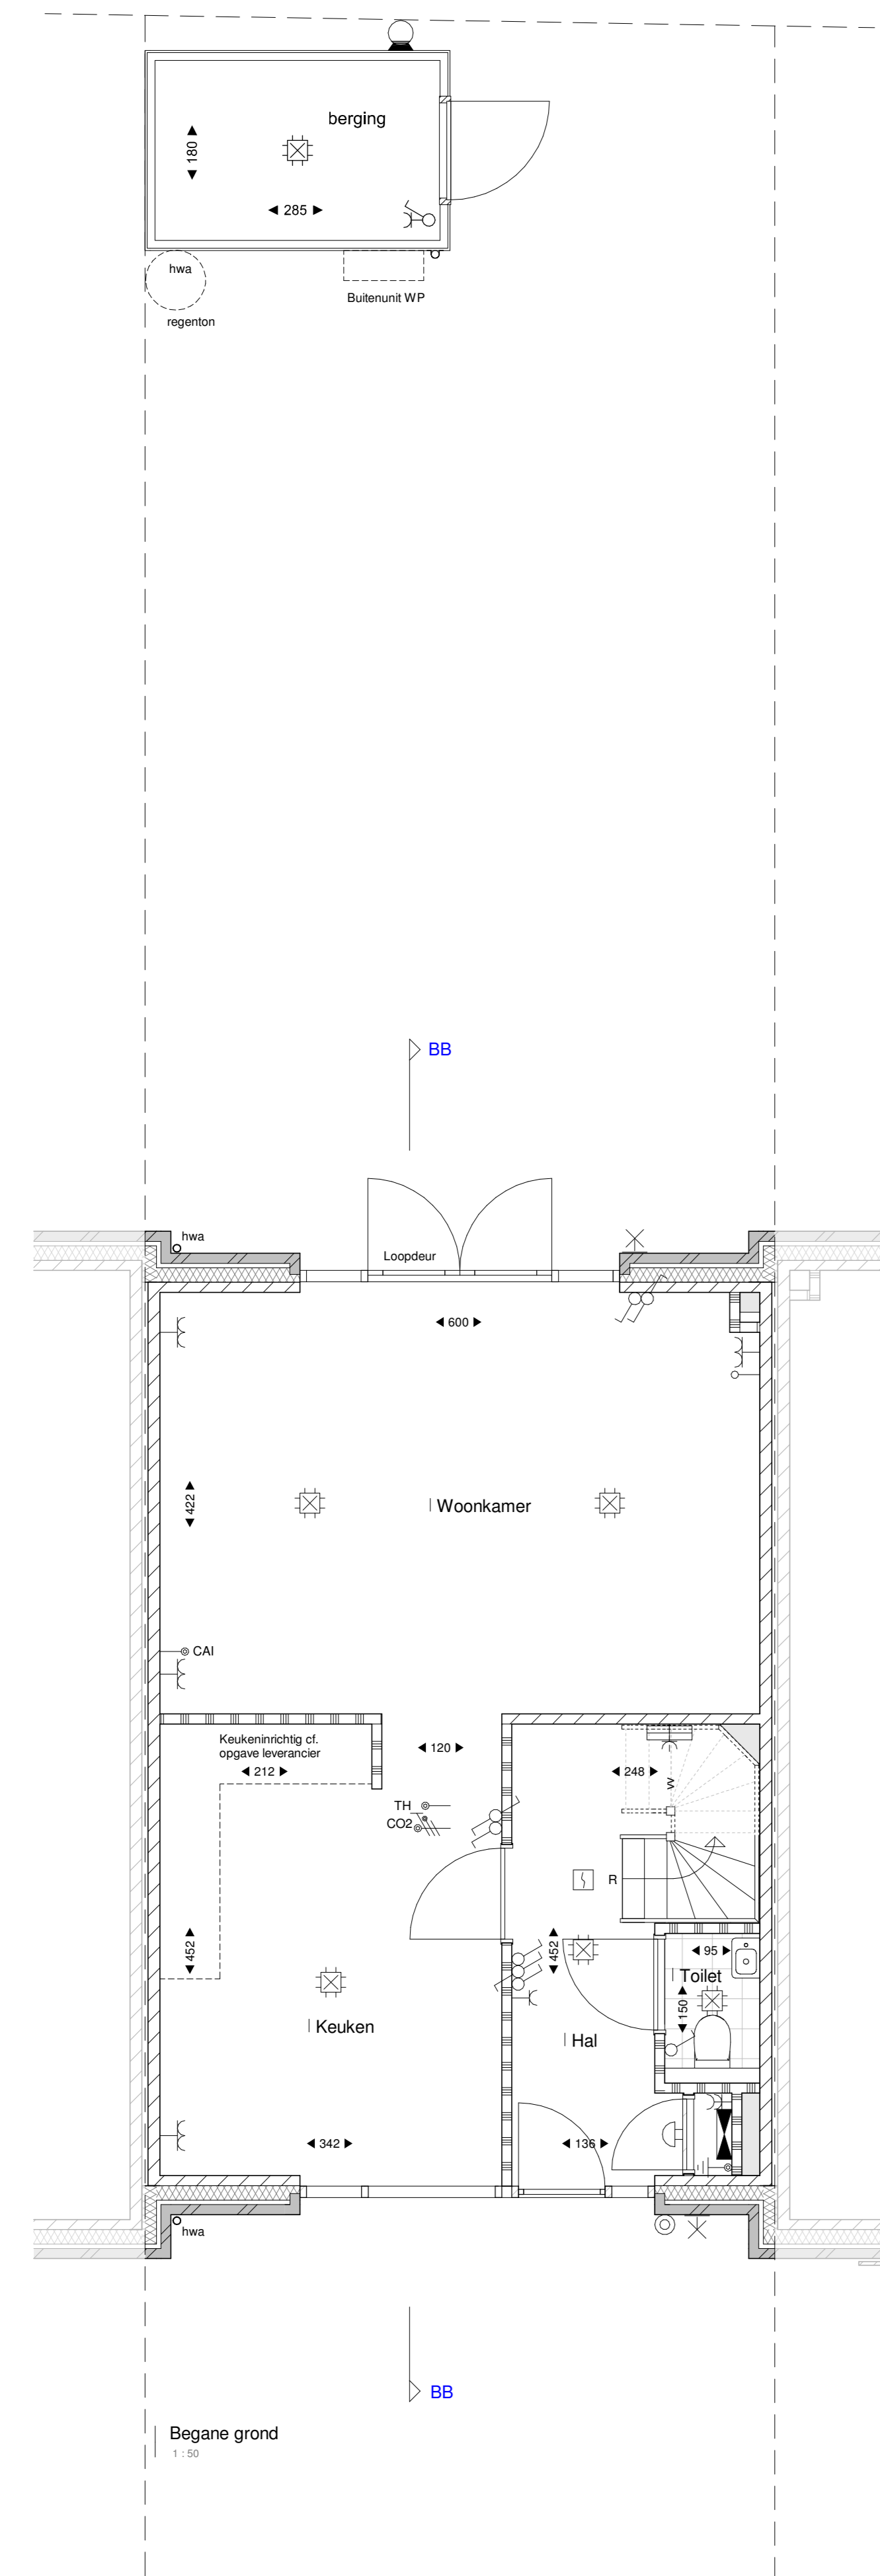 berging
180
285
hwa
Buitenunit WP
regenton
BB
hwa
Loopdeur
600
422
Woonkamer
CAI
Keukeninrichtig cf.
opgave leverancier
120
212
248
W
TH
CO2
R
452
452
95
Toilet
150
Keuken
Hal
342
136
hwa
BB
Begane grond
1 : 50